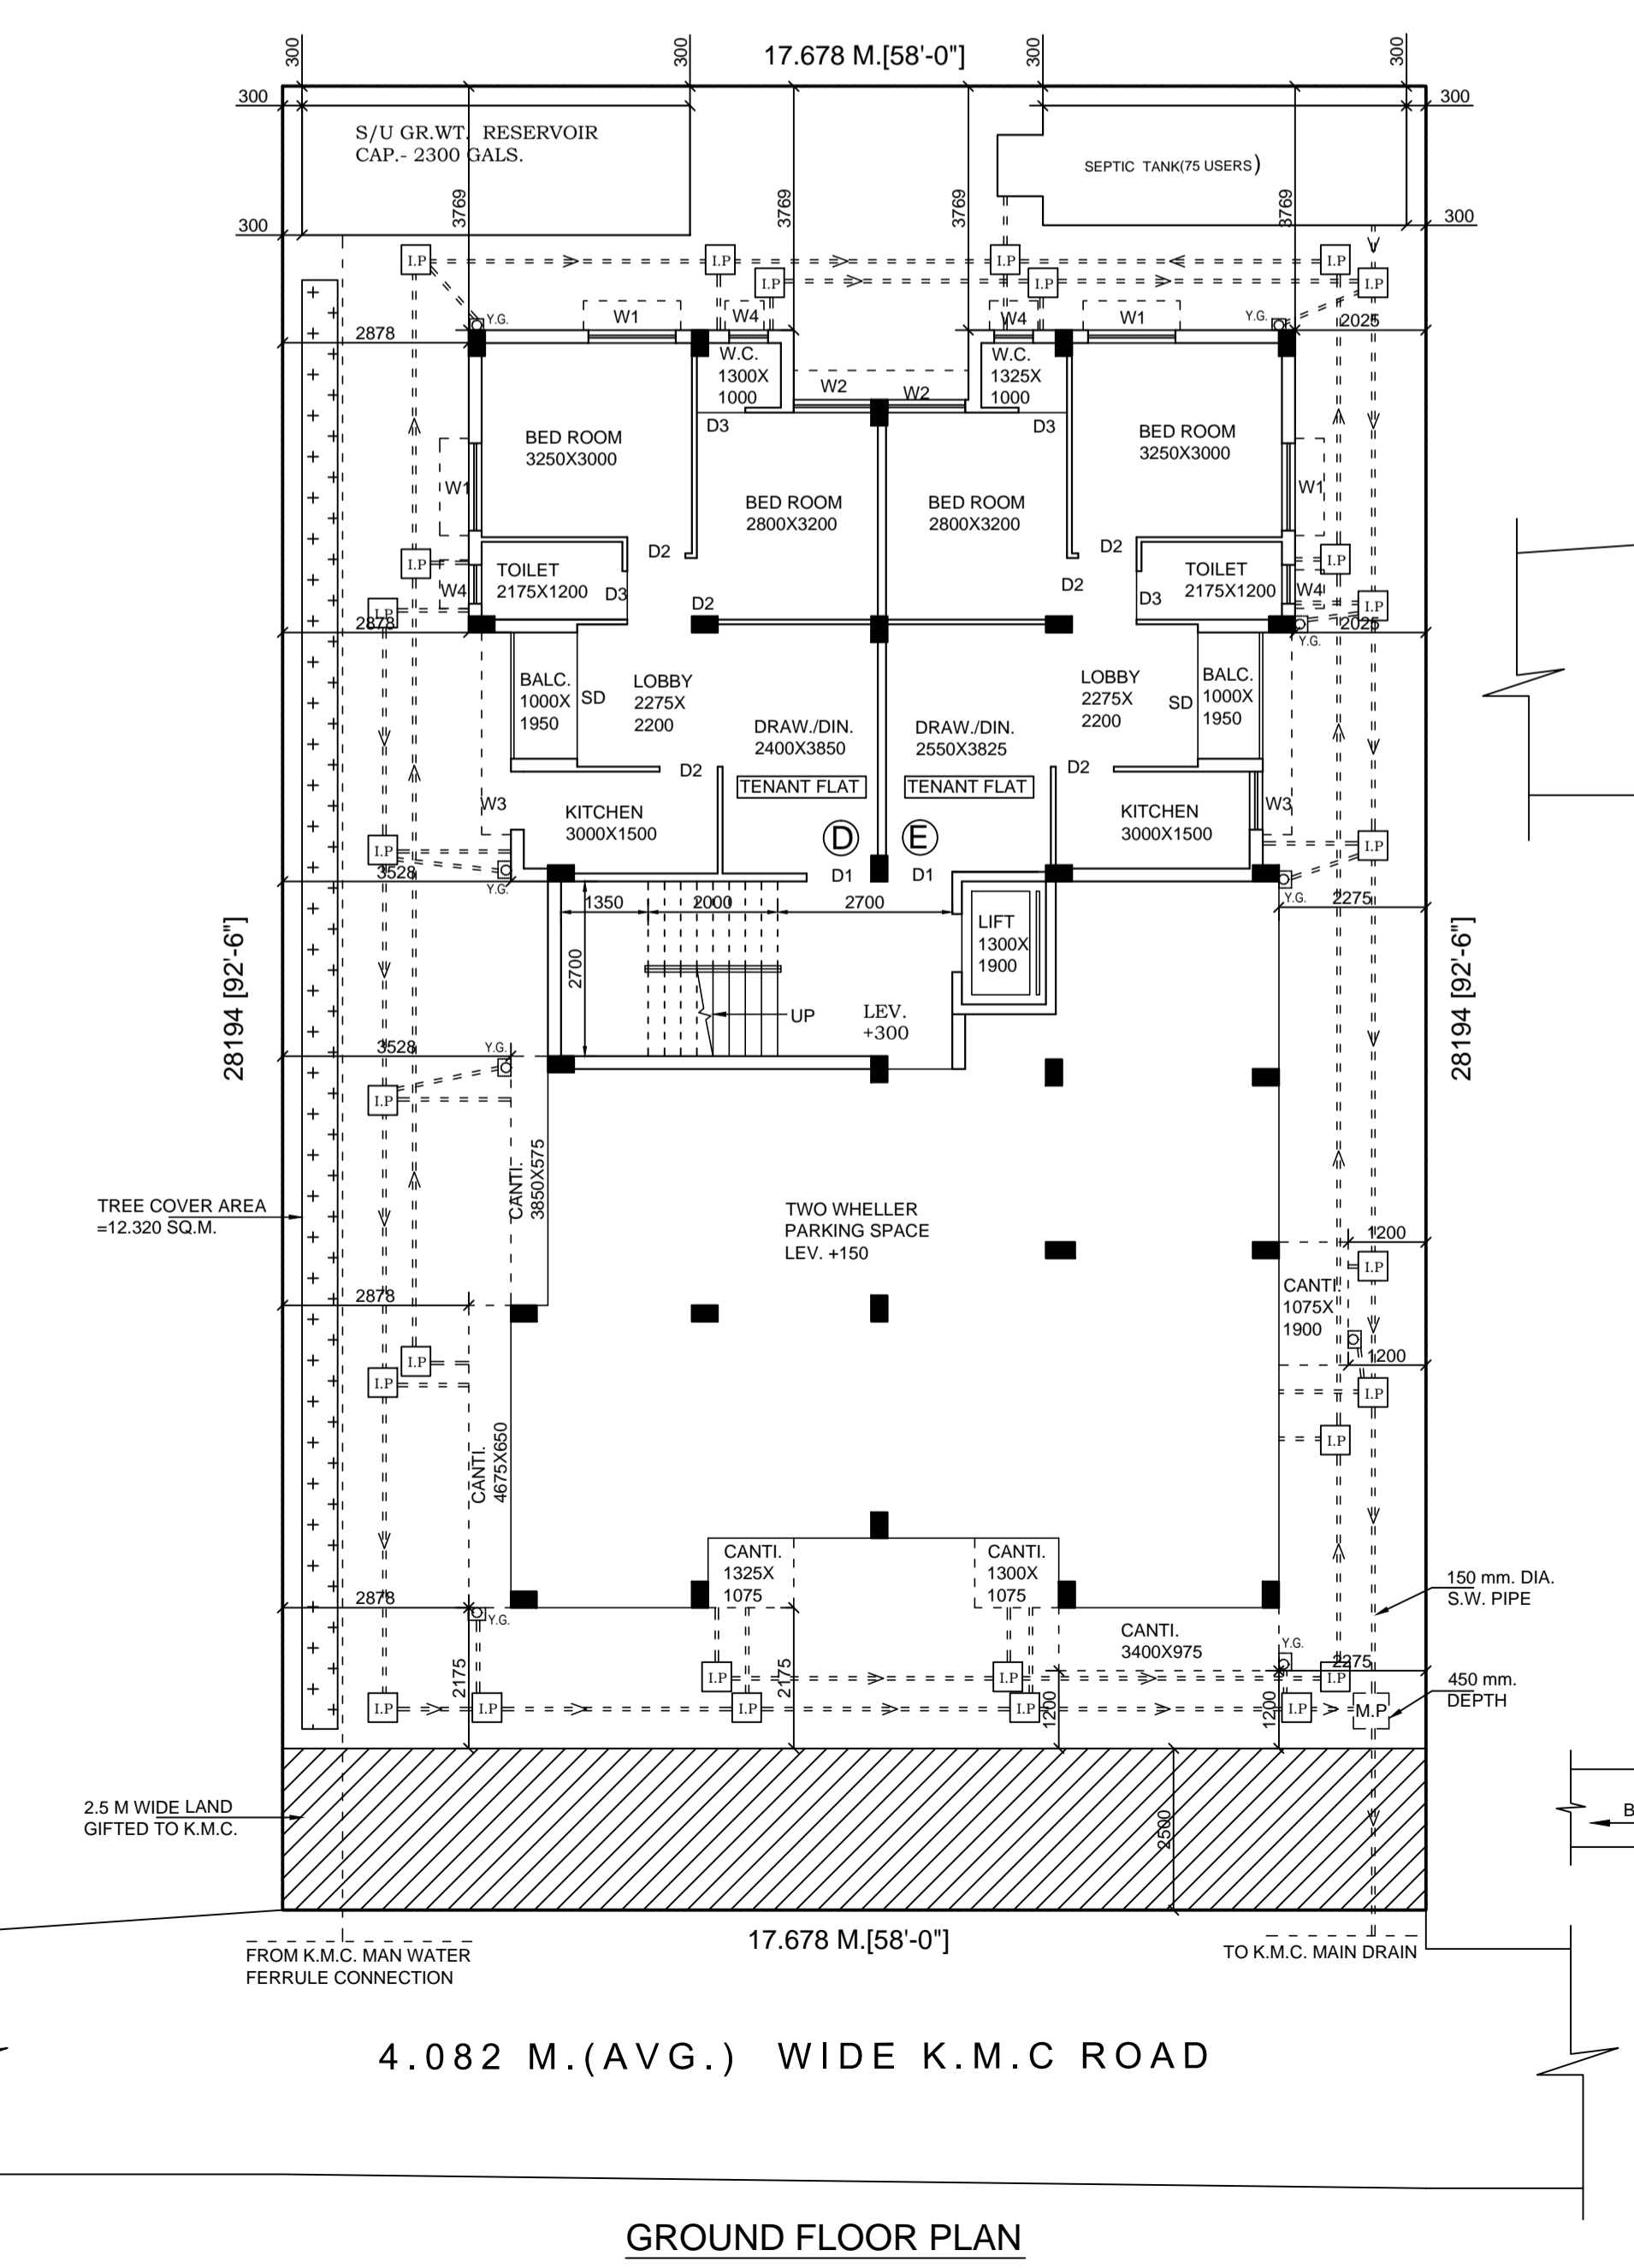 300
300
17.678 M.[58'-0"]
300
300
300
300
S/U GR.WT. RESERVOIR
CAP.- 2300 GALS.
SEPTIC TANK(75 USERS)
3769
3769
3769
3769
300
300
I.P
I.P
I.P
I.P
I.P
I.P
I.P
Y.G.
W1
W4
W4
W1
Y.G.
2878
2025
W.C.
1300X
1000
W.C.
1325X
1000
W2
W2
D3
D3
BED ROOM
3250X3000
BED ROOM
3250X3000
W1
W1
BED ROOM
2800X3200
BED ROOM
2800X3200
D2
D2
I.P
I.P
TOILET
2175X1200
TOILET
2175X1200
W4
D3
D2
D2
D3
W4
I.P
I.P
2878
2025
Y.G.
BALC.
1000X
1950
SD
LOBBY
2275X
2200
LOBBY
2275X
2200
SD
BALC.
1000X
1950
DRAW./DIN.
2400X3850
DRAW./DIN.
2550X3825
D2
D2
TENANT FLAT
TENANT FLAT
W3
W3
KITCHEN
3000X1500
KITCHEN
3000X1500
D
E
I.P
I.P
3528
D1
D1
Y.G.
Y.G.
2275
1350
2000
2700
LIFT
1300X
1900
2700
UP
LEV.
+300
28194 [92'-6"]
28194 [92'-6"]
3528
Y.G.
I.P
CANTI.
3850X575
TREE COVER AREA
=12.320 SQ.M.
TWO WHELLER
PARKING SPACE
LEV. +150
1200
I.P
CANTI.
1075X
1900
2878
1200
I.P
I.P
I.P
I.P
CANTI.
4675X650
CANTI.
1325X
1075
CANTI.
1300X
1075
2878
Y.G.
150 mm. DIA.
S.W. PIPE
CANTI.
3400X975
Y.G.
2275
2175
2175
I.P
I.P
I.P
450 mm.
DEPTH
I.P
I.P
I.P
I.P
1200
1200
I.P
M.P
2.5 M WIDE LAND
GIFTED TO K.M.C.
2500
B
17.678 M.[58'-0"]
FROM K.M.C. MAN WATER
FERRULE CONNECTION
TO K.M.C. MAIN DRAIN
4.082 M.(AVG.) WIDE K.M.C ROAD
GROUND FLOOR PLAN